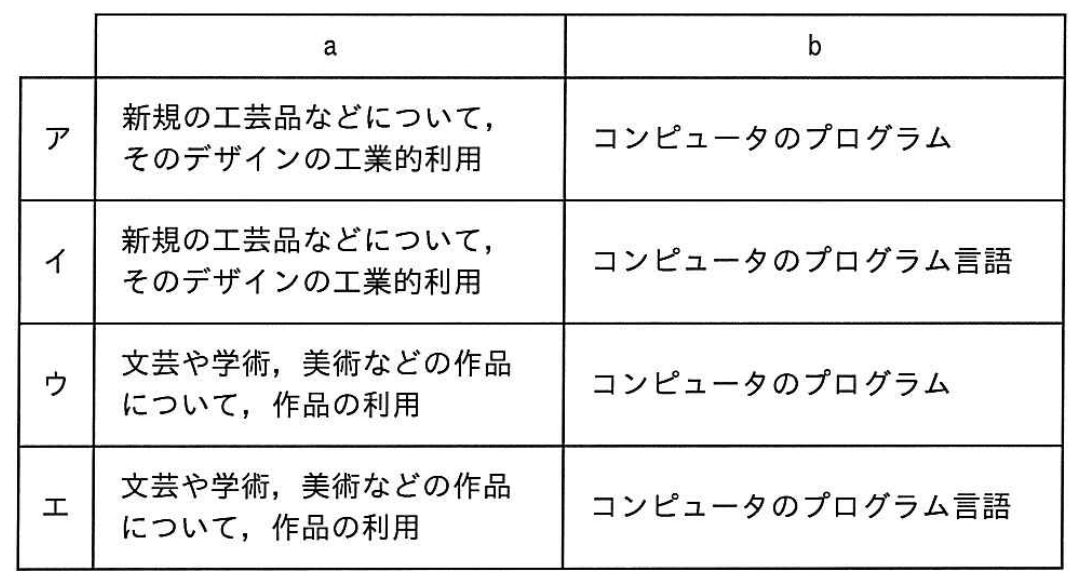 a b
ア 新規の工芸品などについて， コンピュータのプログラム
そのデザインの工業的利用
イ 新規の工芸品などについて， コンピュータのプログラム言語
そのデザインの工業的利用
ウ 文芸や学術，美術などの作品 コンピュータのプログラム
について，作品の利用
エ 文芸や学術，美術などの作品 コンピュータのプログラム言語
について，作品の利用